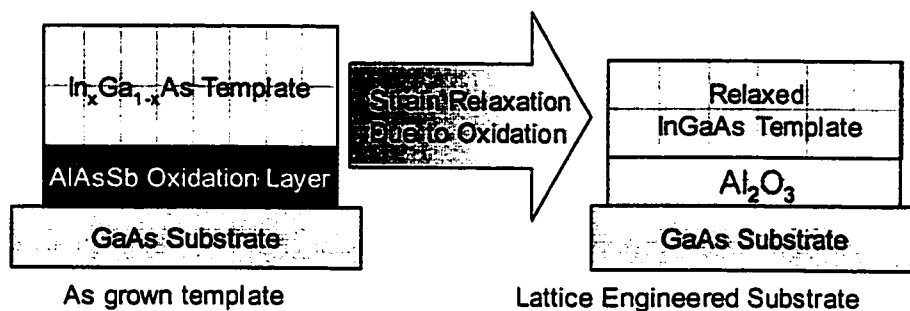 InₓGa₁₋ₓAs Template
AlAsSb Oxidation Layer
GaAs Substrate
As grown template
Strain Relaxation
Due to Oxidation
Relaxed
InGaAs Template
Al₂O₃
GaAs Substrate
Lattice Engineered Substrate